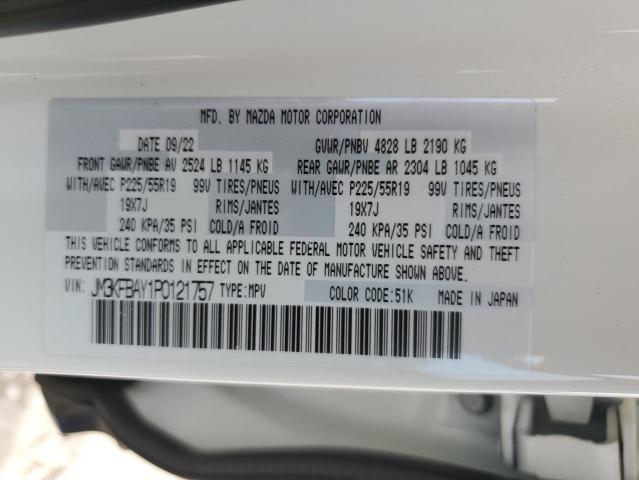 MFD. BY MAZDA MOTOR CORPORATION
DATE 09/22 GVWR/PNBV 4828 LB 2190 KG
FRONT GAWR/PNBE AV 2524 LB 1145 KG REAR GAWR/PNBE AR 2304 LB 1045 KG
WITH/AVEC P225/55R19 99V TIRES/PNEUS WITH/AVEC P225/55R19 99V TIRES/PNEUS
19X7J RIMS/JANTES 19X7J RIMS/JANTES
240 KPA/35 PSI COLD/A FROID 240 KPA/35 PSI COLD/A FROID
THIS VEHICLE CONFORMS TO ALL APPLICABLE FEDERAL MOTOR VEHICLE SAFETY AND THEFT
PREVENTION STANDARDS IN EFFECT ON THE DATE OF MANUFACTURE SHOWN ABOVE.
VIN: JM3KFBAY1P0121757 TYPE:MPV COLOR CODE:51K MADE IN JAPAN